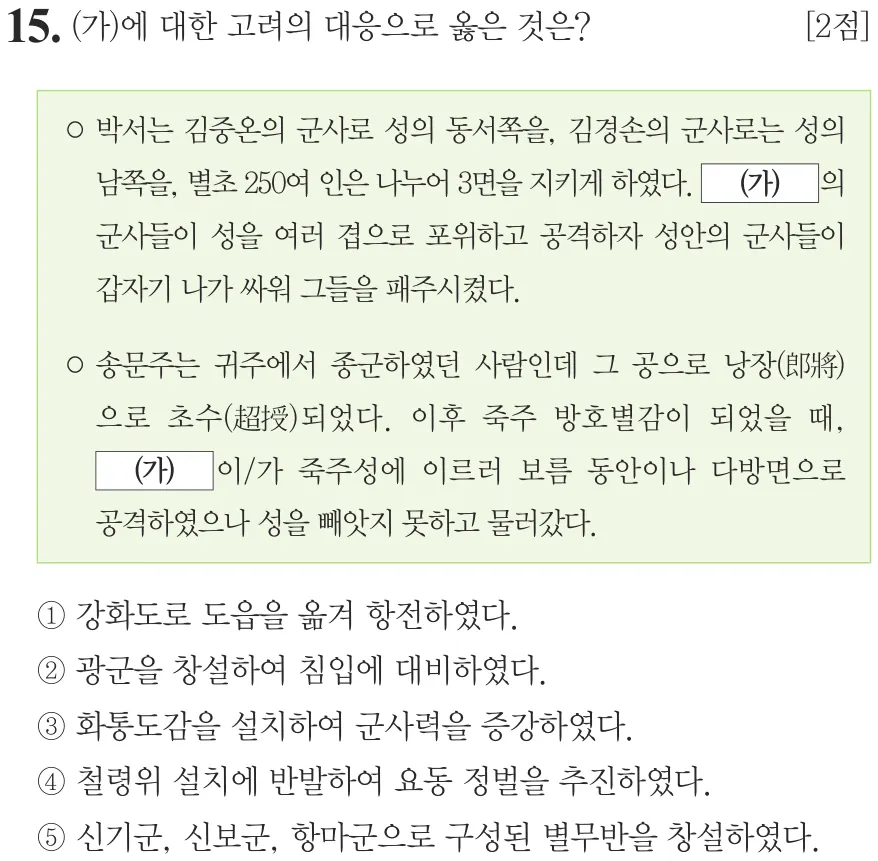 15. (가)에 대한 고려의 대응으로 옳은 것은? [2점]
○ 박서는 김중온의 군사로 성의 동서쪽을, 김경손의 군사로는 성의
남쪽을, 별초 250여 인은 나누어 3면을 지키게 하였다. (가) 의
군사들이 성을 여러 겹으로 포위하고 공격하자 성안의 군사들이
갑자기 나가 싸워 그들을 패주시켰다.
○ 송문주는 귀주에서 종군하였던 사람인데 그 공으로 낭장(郎將)
으로 초수(超授)되었다. 이후 죽주 방호별감이 되었을 때,
(가) 이/가 죽주성에 이르러 보름 동안이나 다방면으로
공격하였으나 성을 빼앗지 못하고 물러갔다.
① 강화도로 도읍을 옮겨 항전하였다.
② 광군을 창설하여 침입에 대비하였다.
③ 화통도감을 설치하여 군사력을 증강하였다.
④ 철령위 설치에 반발하여 요동 정벌을 추진하였다.
⑤ 신기군, 신보군, 항마군으로 구성된 별무반을 창설하였다.